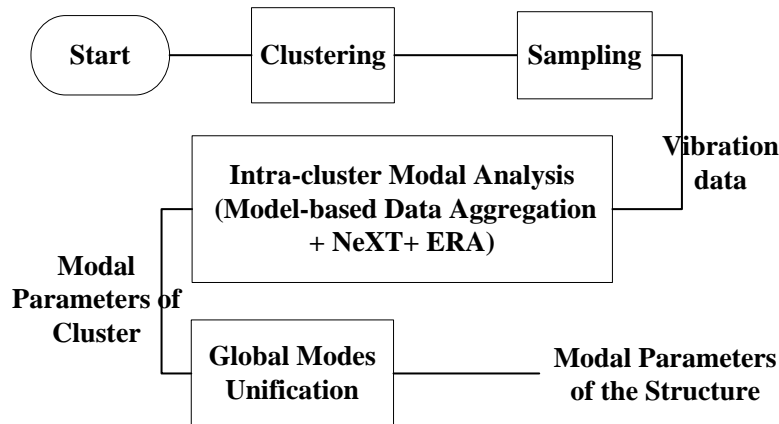 Start
Clustering
Sampling
Vibration
data
Intra-cluster Modal Analysis
(Model-based Data Aggregation
+ NeXT+ ERA)
Modal
Parameters of
Cluster
Global Modes
Unification
Modal Parameters
of the Structure